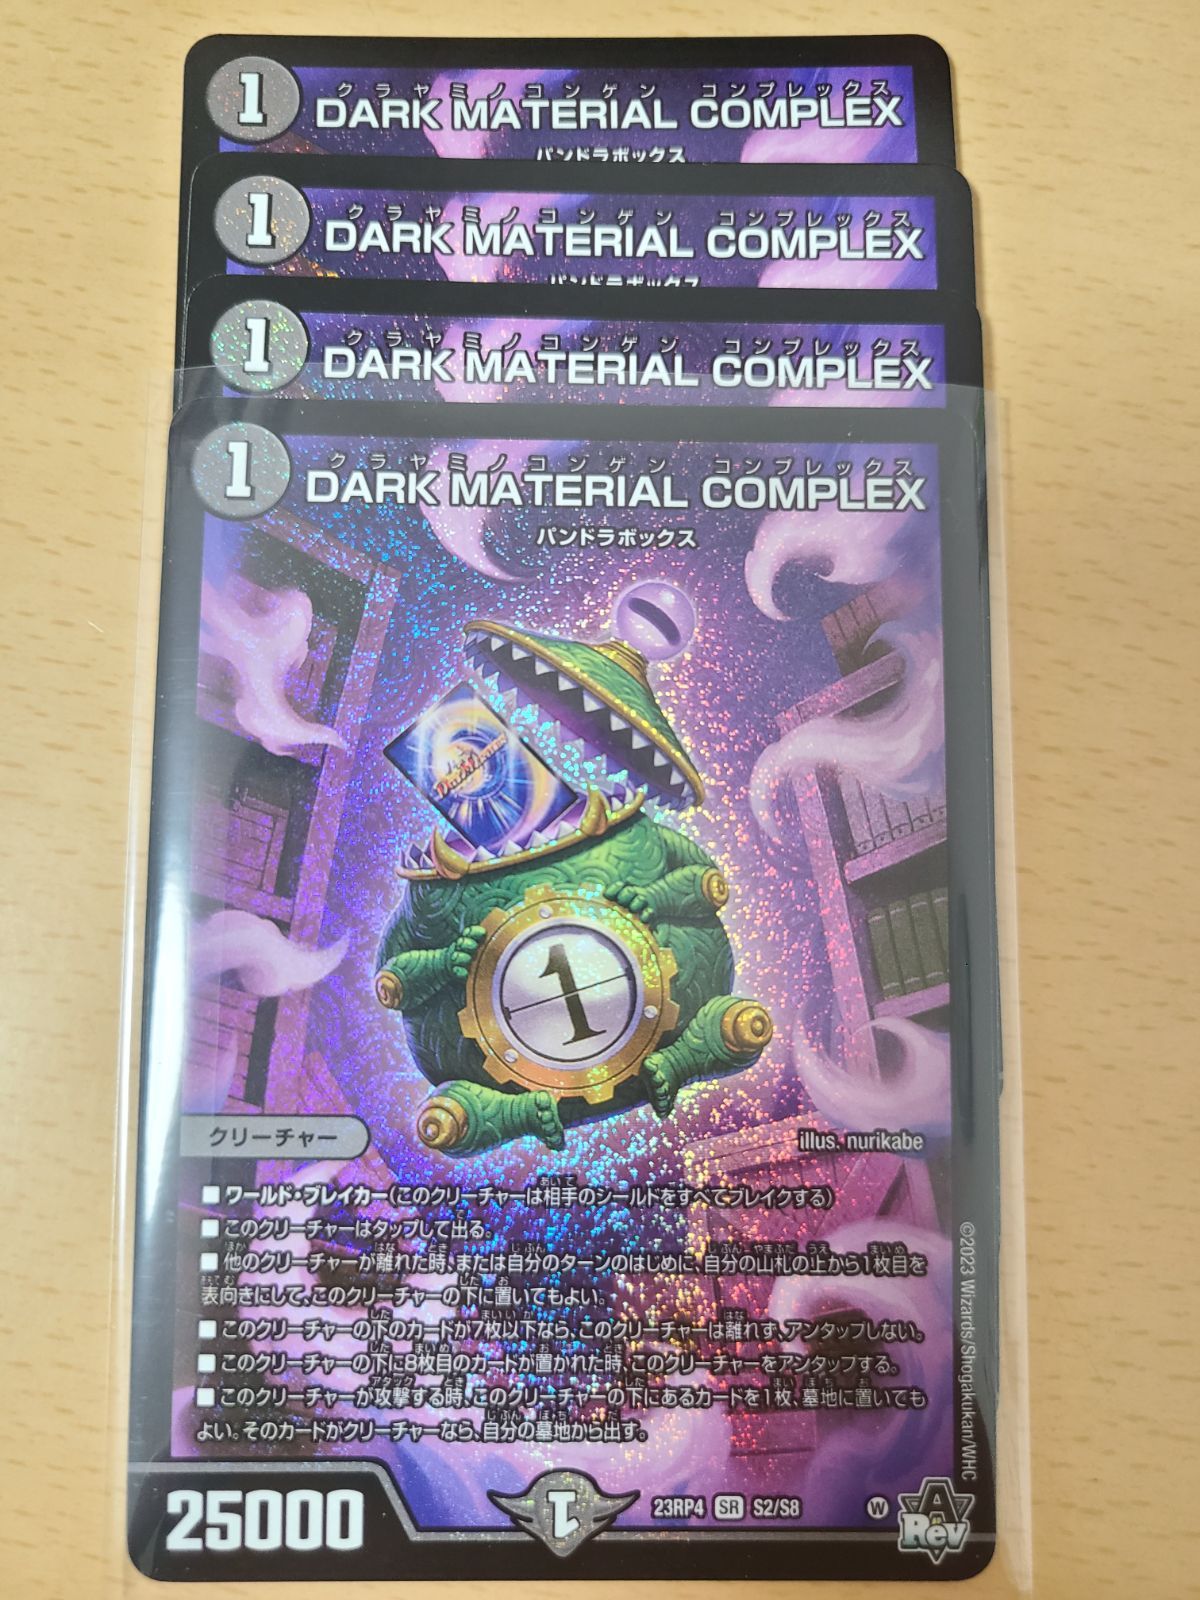 1
クラヤミノコンゲン コンプレックス
DARK MATERIAL COMPLEX
パンドラボックス
1
クラヤミノコンゲン コンプレックス
DARK MATERIAL COMPLEX
パンドラボックス
1
クラヤミノコンゲン コンプレックス
DARK MATERIAL COMPLEX
1
クラヤミノコンゲン コンプレックス
DARK MATERIAL COMPLEX
パンドラボックス
1
クリーチャー
illus. nurikabe
■ワールド・ブレイカー(このクリーチャーは相手のシールドをすべてブレイクする)
■このクリーチャーはタップして出る。
■他のクリーチャーが離れた時、または自分のターンのはじめに、自分の山札の上から1枚目を
表向きにして、このクリーチャーの下に置いてもよい。
■このクリーチャーの下のカードが7枚以下なら、このクリーチャーは離れず、アンタップしない。
■このクリーチャーの下に8枚目のカードが置かれた時、このクリーチャーをアンタップする。
■このクリーチャーが攻撃する時、このクリーチャーの下にあるカードを1枚、墓地に置いても
よい。そのカードがクリーチャーなら、自分の墓地から出す。
©2023 Wizards/Shogakukan/WHC
25000
1
23RP4 SR S2/S8
W
A Rev